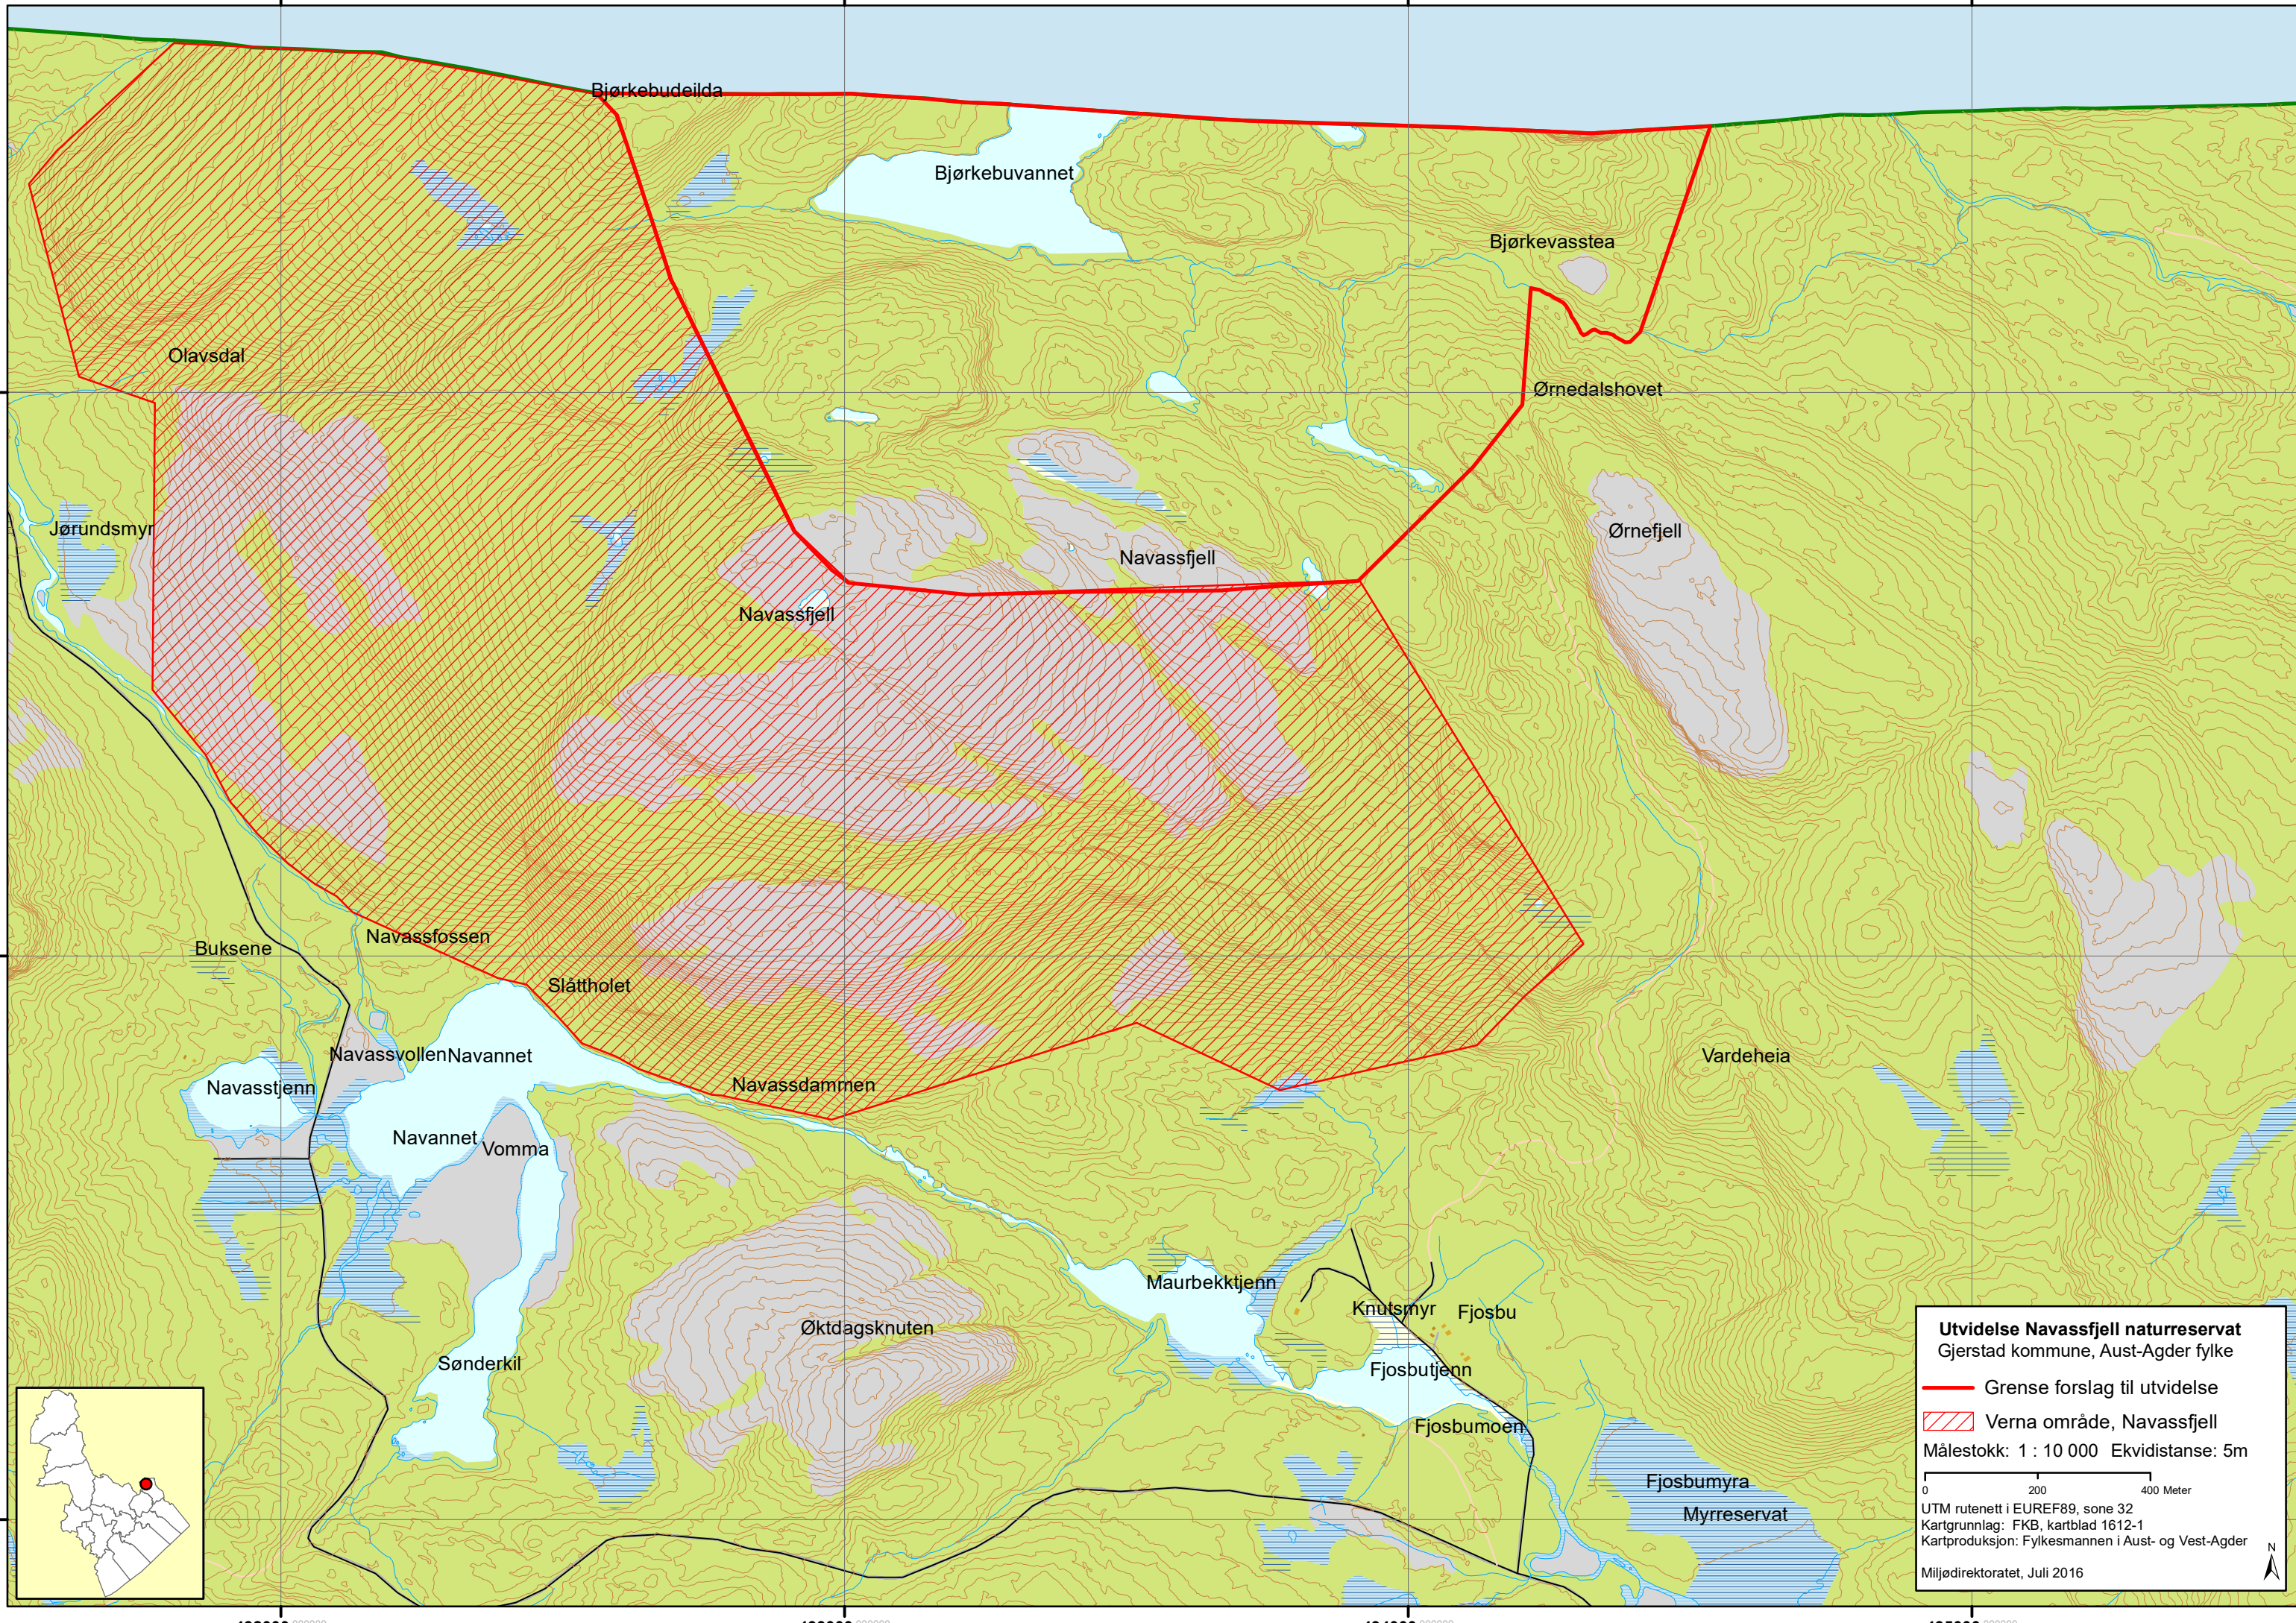 Bjørkebudeilda
Bjørkebuvannet
Bjørkevasstea
Olavsdal
Ørnedalshovet
Jørundsmyr
Ørnefjell
Navassfjell
Navassfjell
Navassfossen
Buksene
Slåttholet
Navassvollen
Navannet
Vardeheia
Navasstjenn
Navassdammen
Navannet
Vomma
Maurbekktjenn
Knutsmyr
Fjosbu
Øktdagsknuten
Sønderkil
Fjosbutjenn
Fjosbumoen
Fjosbumyra
Myrreservat
Utvidelse Navassfjell naturreservat
Gjerstad kommune, Aust-Agder fylke
Grense forslag til utvidelse
Verna område, Navassfjell
Målestokk: 1 : 10 000 Ekvidistanse: 5m
0 200 400 Meter
UTM rutenett i EUREF89, sone 32
Kartgrunnlag: FKB, kartblad 1612-1
Kartproduksjon: Fylkesmannen i Aust- og Vest-Agder
N
Miljødirektoratet, Juli 2016